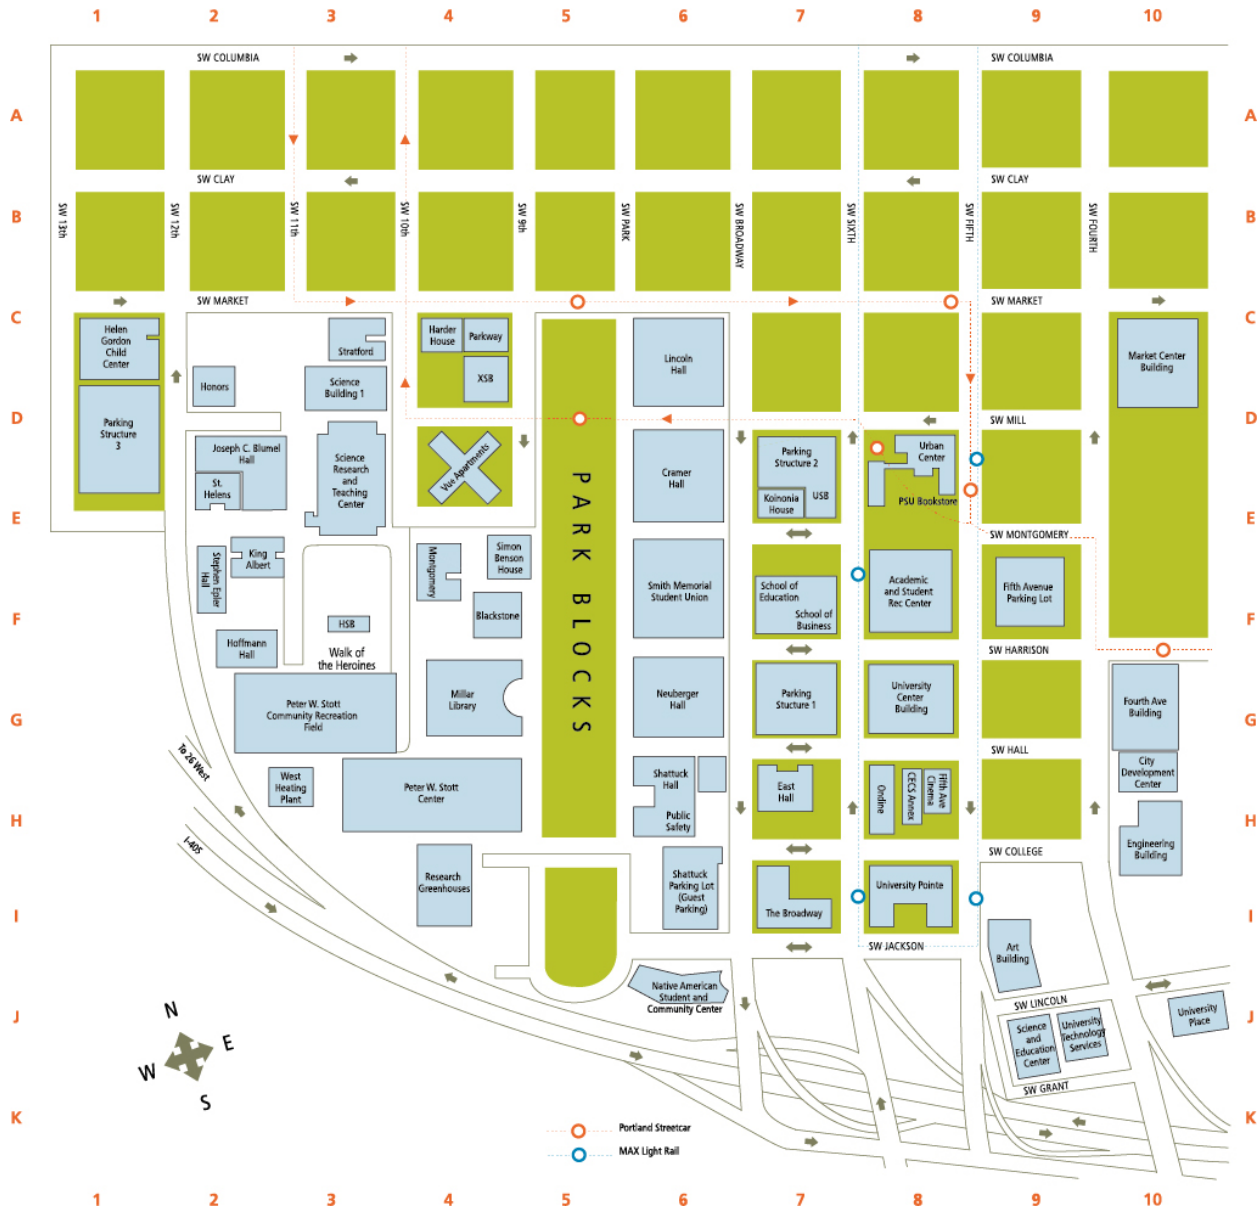 1 2 3 4 5 6 7 8 9 10
SW COLUMBIA
SW COLUMBIA
A
A
SW CLAY
SW CLAY
B
B
SW 13th
SW 12th
SW 11th
SW 10th
SW 9th
SW PARK
SW BROADWAY
SW SIXTH
SW FIFTH
SW FOURTH
SW MARKET
SW MARKET
C
C
Helen
Gordon
Child
Center
Stratford
Harder
House
Parkway
XSB
Lincoln
Hall
Market Center
Building
Honors
Science
Building 1
D
D
SW MILL
Parking
Structure
3
Joseph C. Blumel
Hall
St.
Helens
Science
Research
and
Teaching
Center
Vue Apartments
PARK BLOCKS
Cramer
Hall
Parking
Structure 2
Koinonia
House
USB
Urban
Center
PSU Bookstore
E
E
SW MONTGOMERY
Stephen Epler
Hall
King
Albert
Montgomery
Simon
Benson
House
Blackstone
Smith Memorial
Student Union
School of
Education
School of
Business
Academic
and Student
Rec Center
Fifth Avenue
Parking Lot
F
F
HSB
Hoffmann
Hall
Walk of
the Heroines
SW HARRISON
Peter W. Stott
Community Recreation
Field
Millar
Library
Neuberger
Hall
Parking
Stucture 1
University
Center
Building
Fourth Ave
Building
G
G
SW HALL
To 26 West
West
Heating
Plant
Peter W. Stott
Center
Shattuck
Hall
Public
Safety
East
Hall
Ondine
CECS Annex
Fifth Ave
Cinema
City
Development
Center
H
H
I-405
SW COLLEGE
Engineering
Building
Research
Greenhouses
Shattuck
Parking Lot
(Guest
Parking)
The Broadway
University Pointe
I
I
SW JACKSON
Art
Building
Native American
Student and
Community Center
SW LINCOLN
J
J
Science
and
Education
Center
University
Technology
Services
University
Place
N
E
W
S
SW GRANT
K
K
Portland Streetcar
MAX Light Rail
1 2 3 4 5 6 7 8 9 10